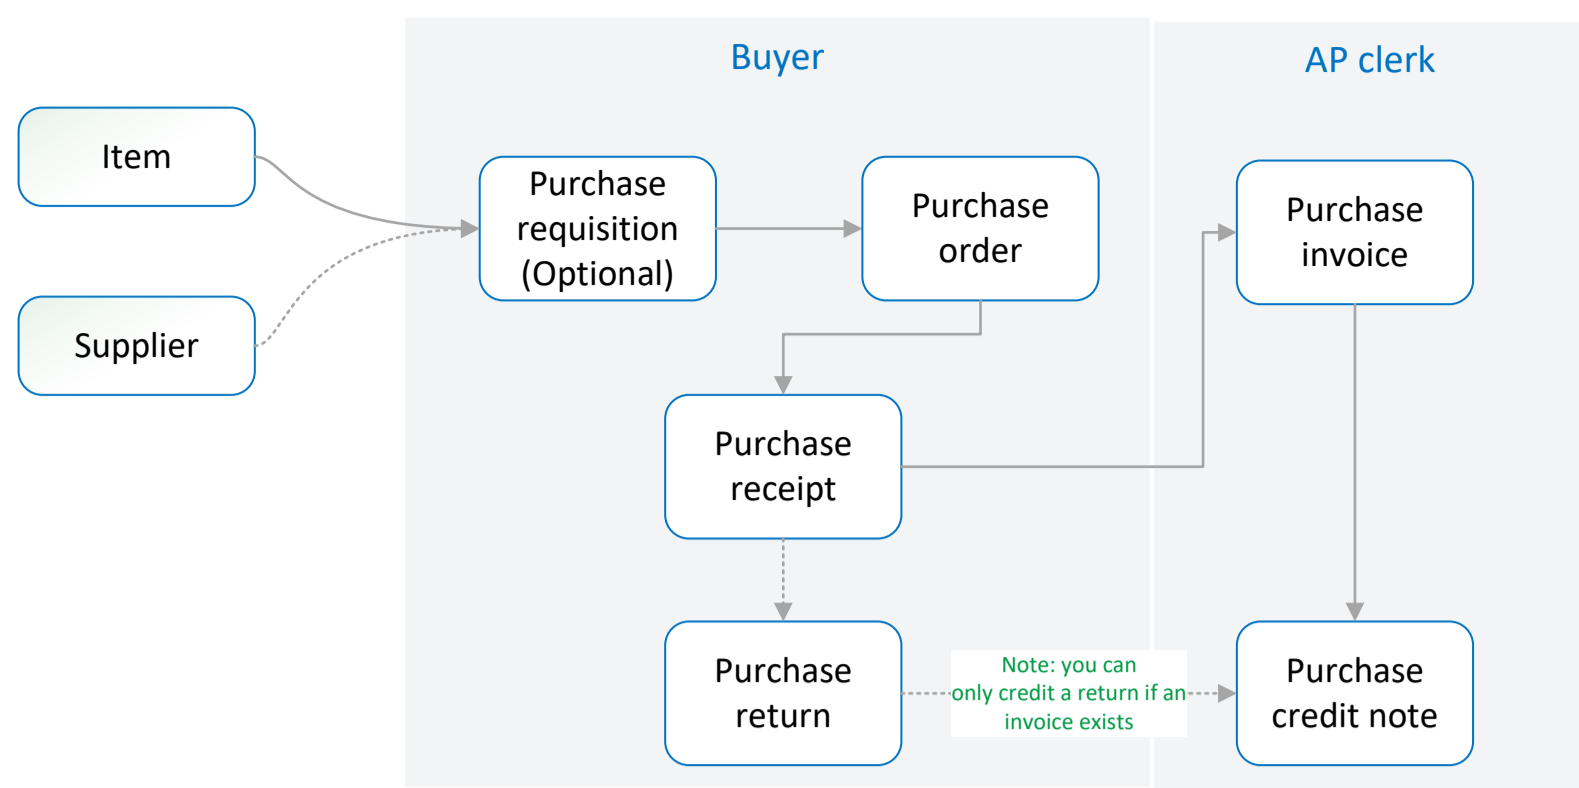 Buyer
AP clerk
Item
Supplier
Purchase
requisition
(Optional)
Purchase
order
Purchase
invoice
Purchase
receipt
Purchase
return
Note: you can
only credit a return if an
invoice exists
Purchase
credit note